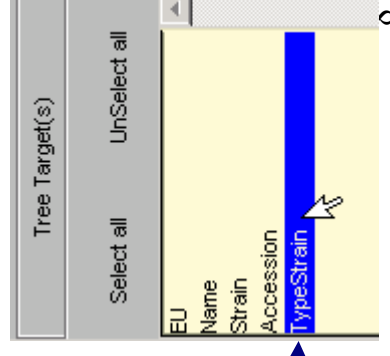 Tree Target(s)
Select all UnSelect all
EU
Name
Strain
Accession
TypeStrain